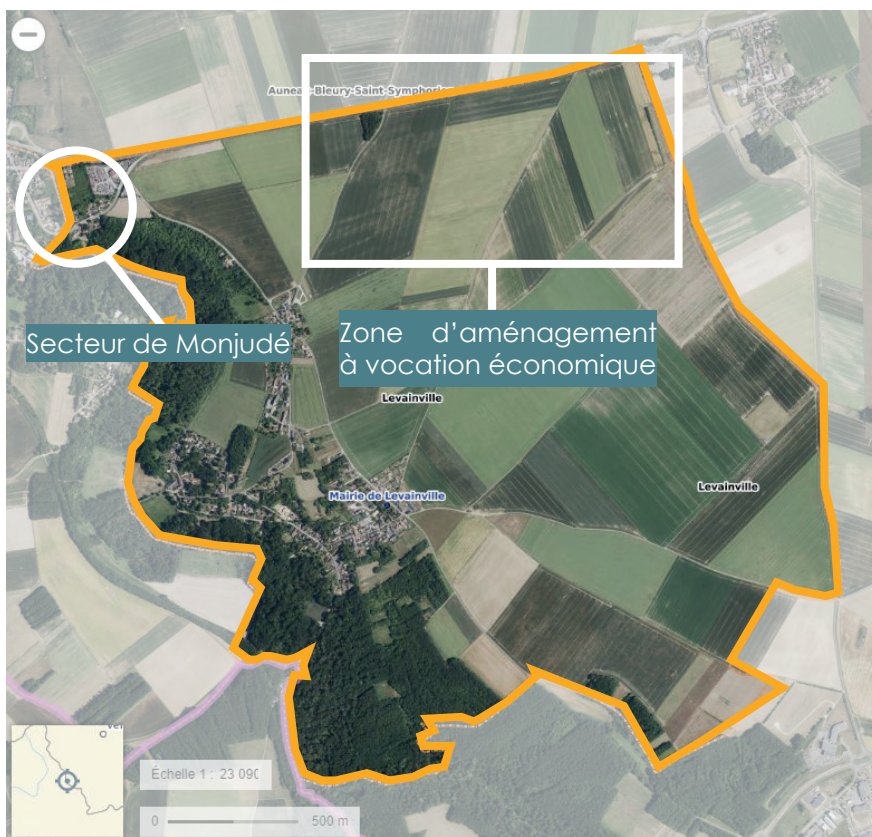 Auneau-Bleury-Saint-Symphorien
Secteur de Monjudé
Zone d'aménagement
à vocation économique
Levainville
Mairie de Levainville
Levainville
Échelle 1 : 23 090
0 500 m